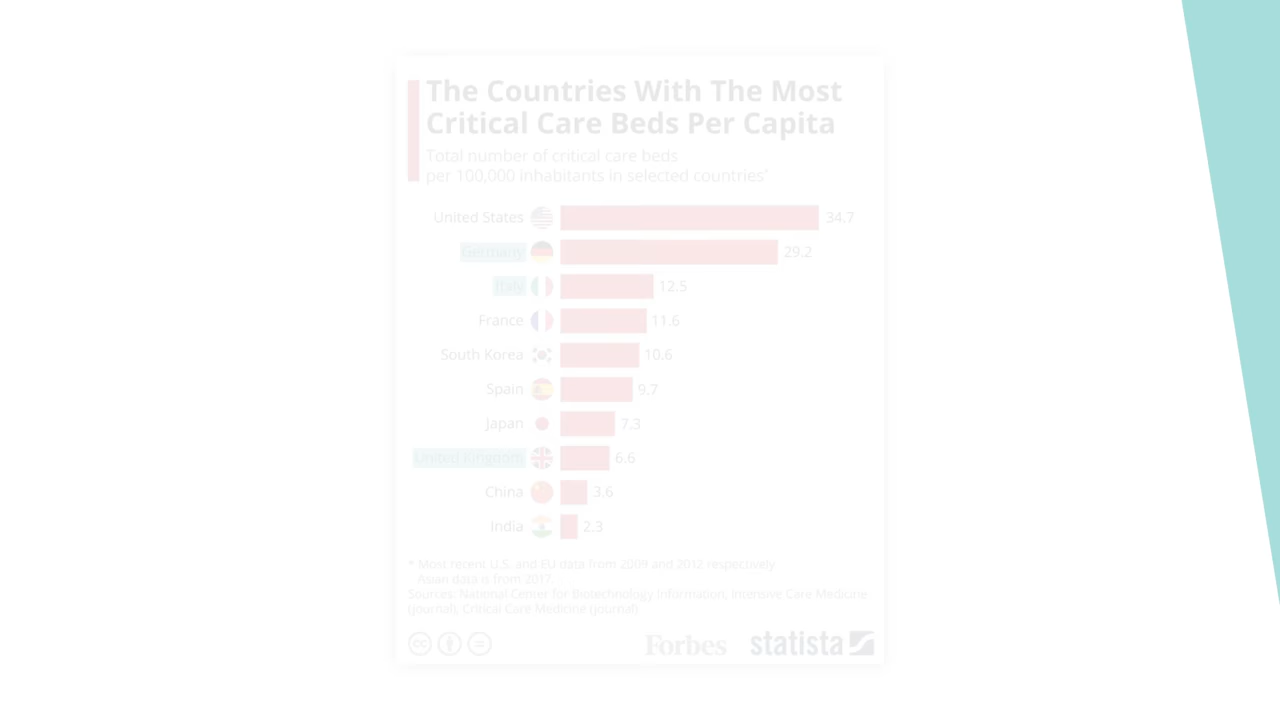 The Countries With The Most
Critical Care Beds Per Capita
Total number of critical care beds
per 100,000 inhabitants in selected countries*
United States 34.7
Germany 29.2
Italy 12.5
France 11.6
South Korea 10.6
Spain 9.7
Japan 7.3
United Kingdom 6.6
China 3.6
India 2.3
* Most recent U.S. and EU data from 2009 and 2012 respectively
Asian data is from 2017.
Sources: National Center for Biotechnology Information, Intensive Care Medicine
(journal), Critical Care Medicine (journal)
cc
Forbes statista